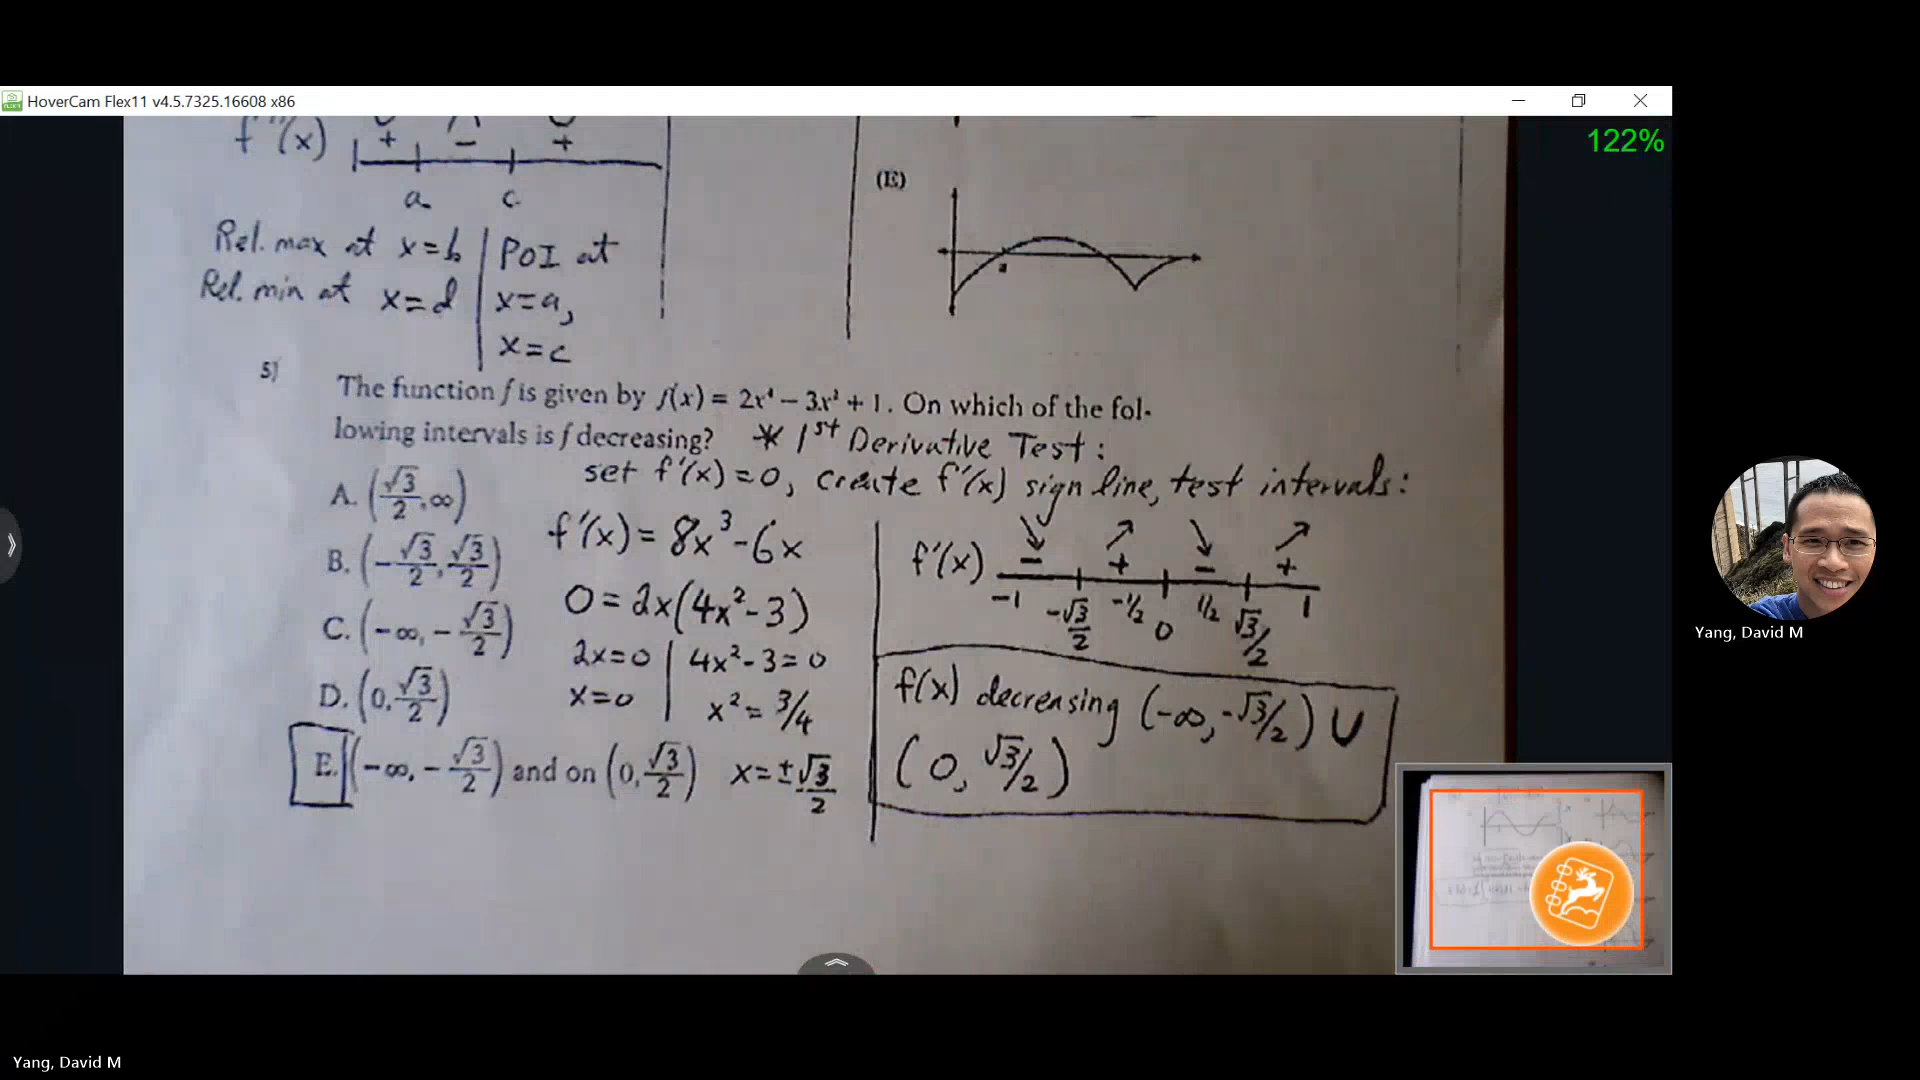 HoverCam Flex11 v4.5.7325.16608 x86
122%
f''(x) + - +
a c
Rel. max at x=b
Rel. min at x=d
POI at
x=a,
x=c
(E)
a
5)
The function f is given by f(x) = 2x⁴ − 3x² + 1. On which of the fol-
lowing intervals is f decreasing? * 1st Derivative Test:
set f'(x)=0, create f'(x) sign line, test intervals:
A. (√3/2, ∞)
B. (−√3/2, √3/2)
C. (−∞, −√3/2)
D. (0, √3/2)
E. (−∞, −√3/2) and on (0, √3/2)
f'(x) = 8x³-6x
0 = 2x(4x²-3)
2x=0 | 4x²-3=0
x=0 | x²=3/4
x=±√3/2
f'(x) - + - +
-1 -√3/2 -1/2 0 1/2 √3/2 1
f(x) decreasing (-∞, -√3/2) ∪
(0, √3/2)
Yang, David M
Yang, David M